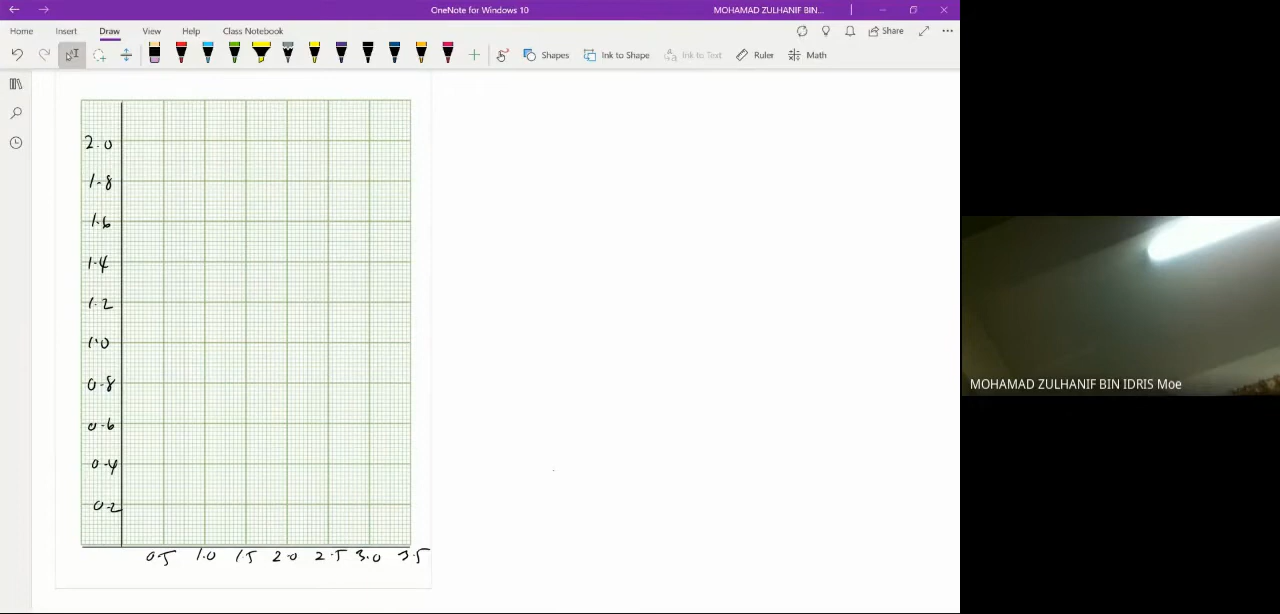 OneNote for Windows 10
MOHAMAD ZULHANIF BIN...
Home Insert Draw View Help Class Notebook
Share
Shapes Ink to Shape Ink to Text Ruler Math
2.0
1.8
1.6
1.4
1.2
1.0
0.8
0.6
0.4
0.2
0.5 1.0 1.5 2.0 2.5 3.0 3.5
MOHAMAD ZULHANIF BIN IDRIS Moe